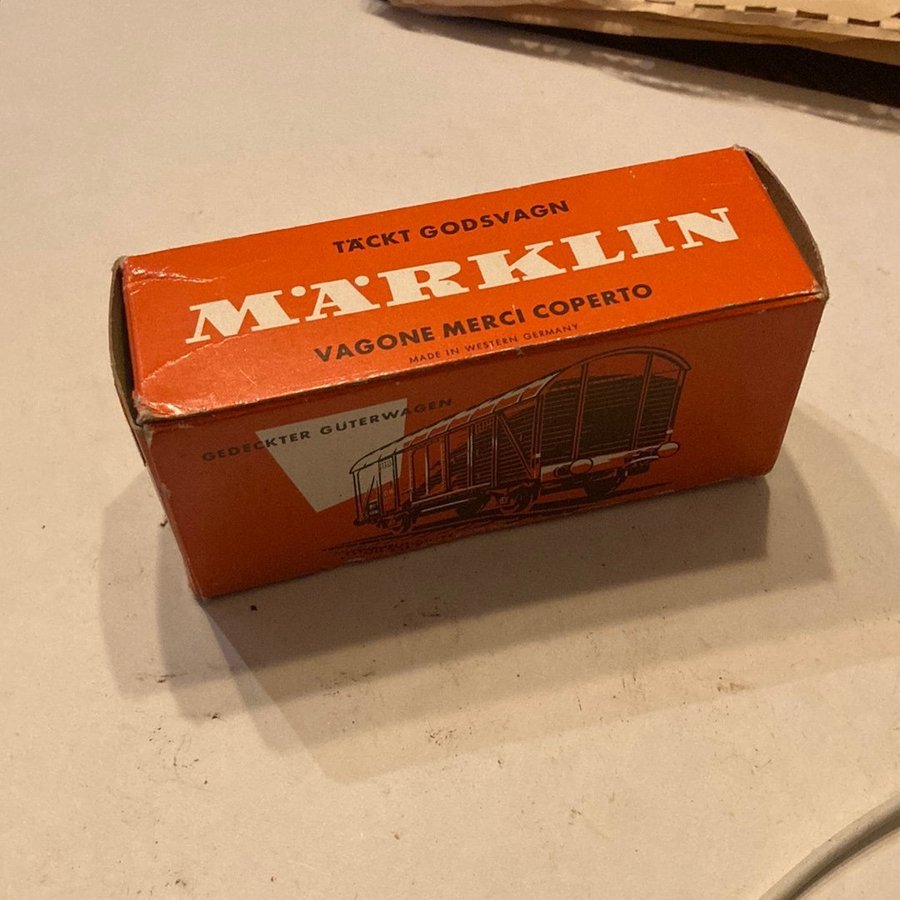 TÄCKT GODSVAGN
MÄRKLIN
VAGONE MERCI COPERTO
MADE IN WESTERN GERMANY
GEDECKTER GÜTERWAGEN